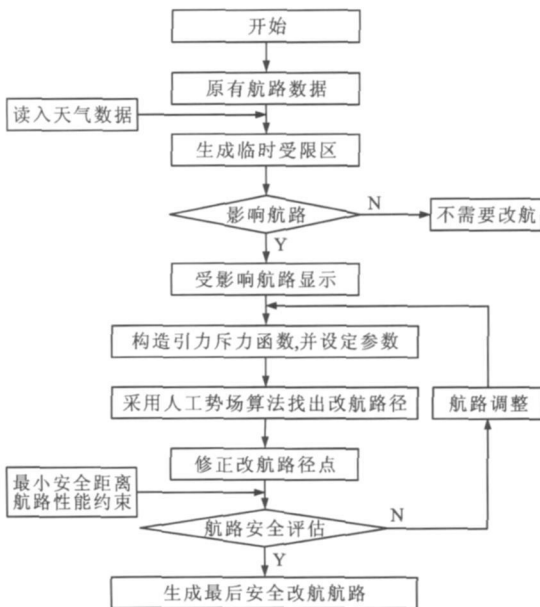 开始
原有航路数据
读入天气数据
生成临时受限区
影响航路
N
不需要改航
Y
受影响航路显示
构造引力斥力函数,并设定参数
采用人工势场算法找出改航路径
航路调整
修正改航路径点
最小安全距离
航路性能约束
航路安全评估
N
Y
生成最后安全改航航路